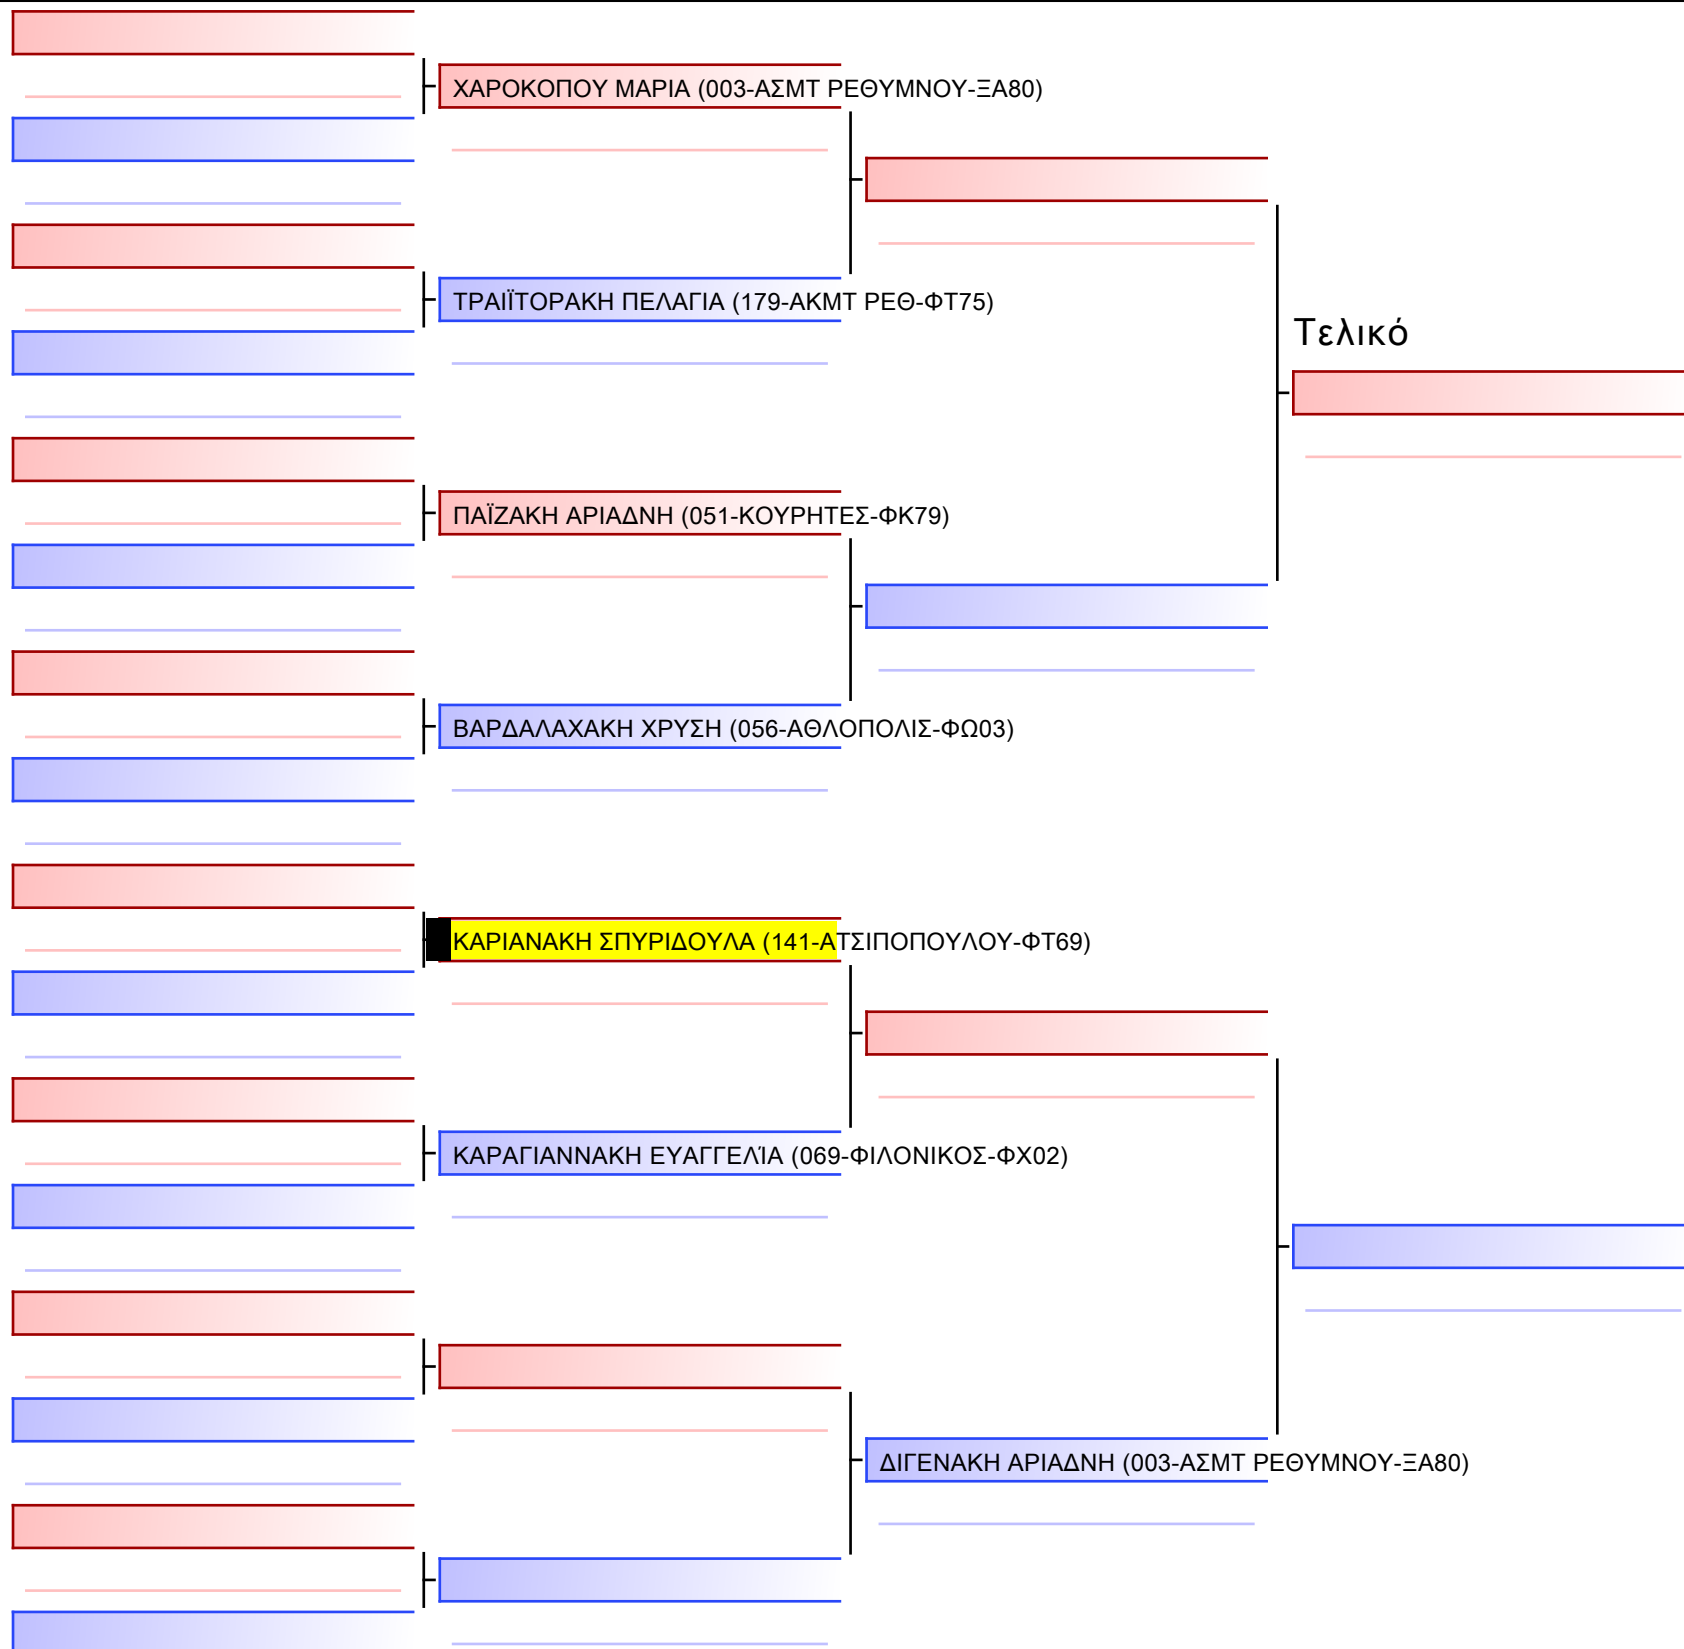 ΧΑΡΟΚΟΠΟΥ ΜΑΡΙΑ (003-ΑΣΜΤ ΡΕΘΥΜΝΟΥ-ΞΑ80)
ΤΡΑΙΪΤΟΡΑΚΗ ΠΕΛΑΓΙΑ (179-ΑΚΜΤ ΡΕΘ-ΦΤ75)
Τελικό
ΠΑΪΖΑΚΗ ΑΡΙΑΔΝΗ (051-ΚΟΥΡΗΤΕΣ-ΦΚ79)
ΒΑΡΔΑΛΑΧΑΚΗ ΧΡΥΣΗ (056-ΑΘΛΟΠΟΛΙΣ-ΦΩ03)
ΚΑΡΙΑΝΑΚΗ ΣΠΥΡΙΔΟΥΛΑ (141-ΑΤΣΙΠΟΠΟΥΛΟΥ-ΦΤ69)
ΚΑΡΑΓΙΑΝΝΑΚΗ ΕΥΑΓΓΕΛΊΑ (069-ΦΙΛΟΝΙΚΟΣ-ΦΧ02)
ΔΙΓΕΝΑΚΗ ΑΡΙΑΔΝΗ (003-ΑΣΜΤ ΡΕΘΥΜΝΟΥ-ΞΑ80)